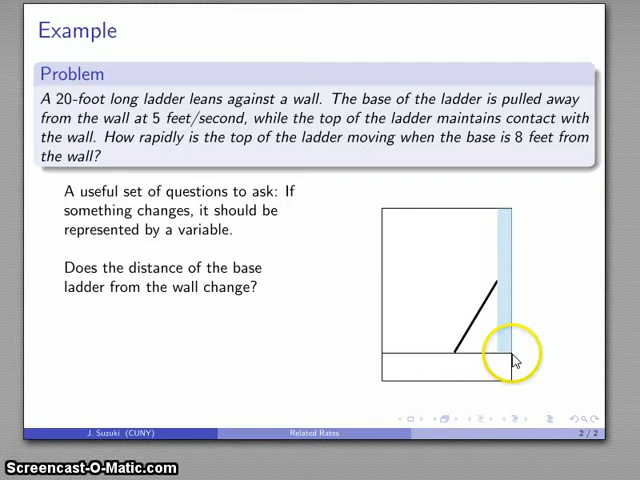 Example
Problem
A 20-foot long ladder leans against a wall. The base of the ladder is pulled away
from the wall at 5 feet/second, while the top of the ladder maintains contact with
the wall. How rapidly is the top of the ladder moving when the base is 8 feet from
the wall?
A useful set of questions to ask: If
something changes, it should be
represented by a variable.
Does the distance of the base
ladder from the wall change?
J. Suzuki (CUNY)
Related Rates
2 / 2
Screencast-O-Matic.com